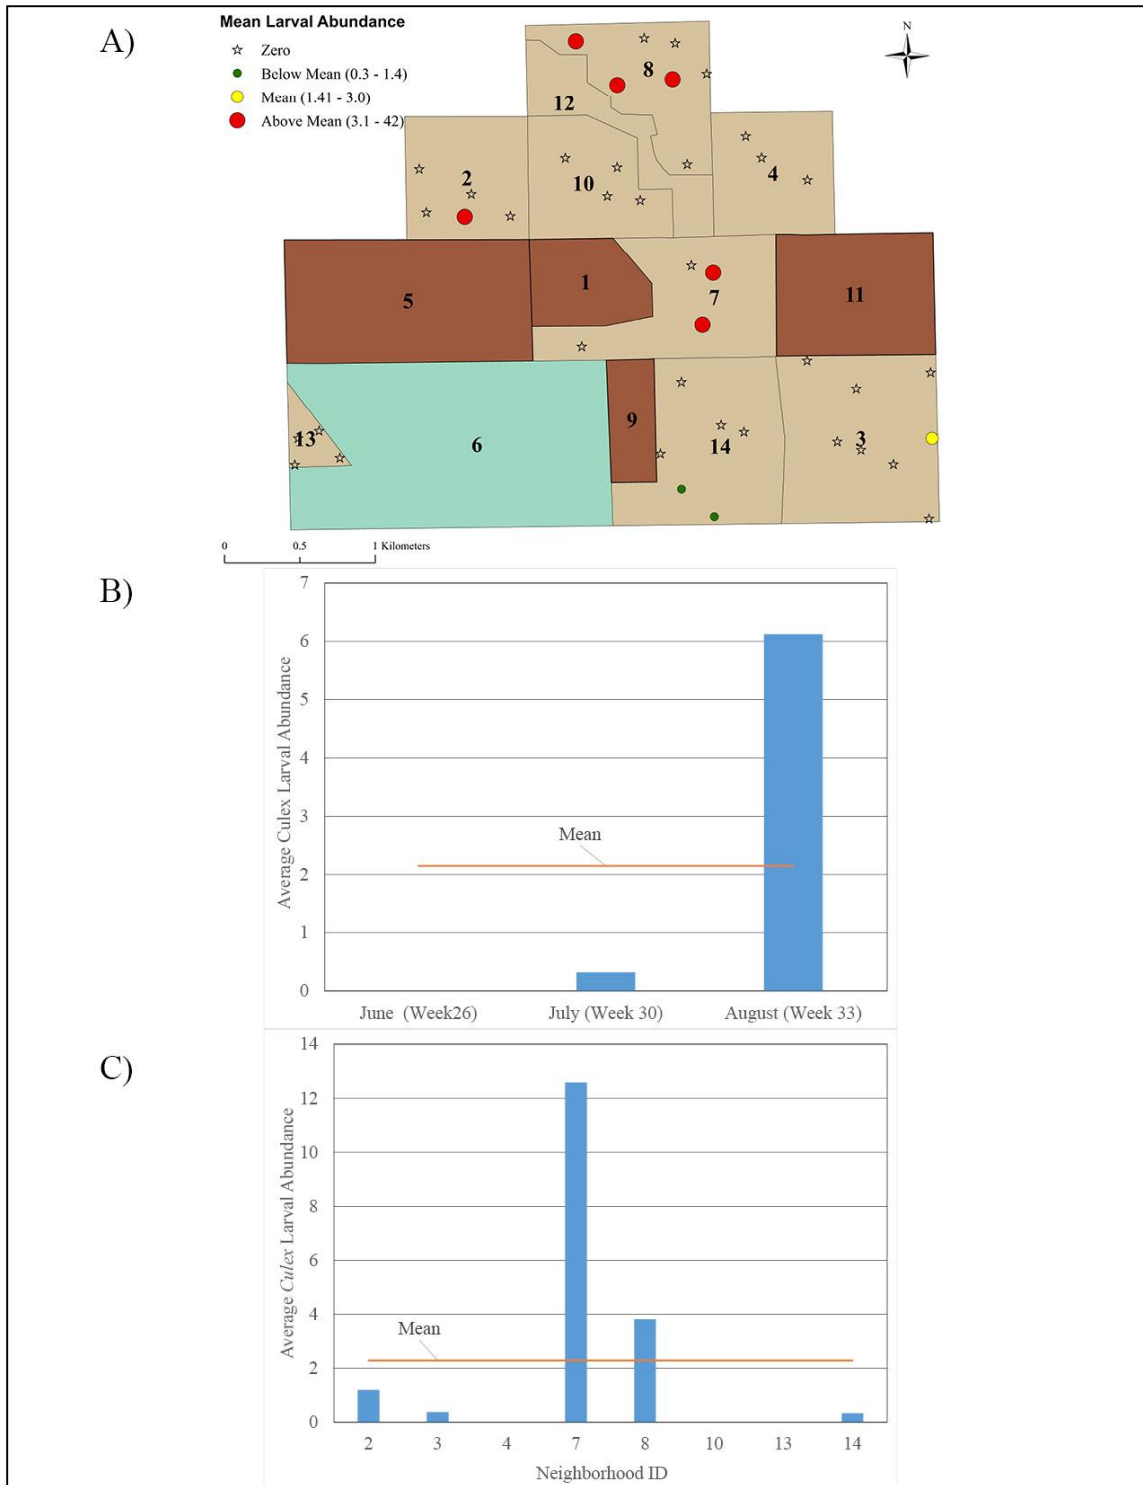 A)
Mean Larval Abundance
Zero
Below Mean (0.3 - 1.4)
Mean (1.41 - 3.0)
Above Mean (3.1 - 42)
N
8
12
2
10
4
5
1
7
11
13
6
9
14
3
0
0.5
1 Kilometers
B)
7
6
5
4
3
2
1
0
Average Culex Larval Abundance
Mean
June (Week26)
July (Week 30)
August (Week 33)
C)
14
12
10
8
6
4
2
0
Average Culex Larval Abundance
Mean
2
3
4
7
8
10
13
14
Neighborhood ID